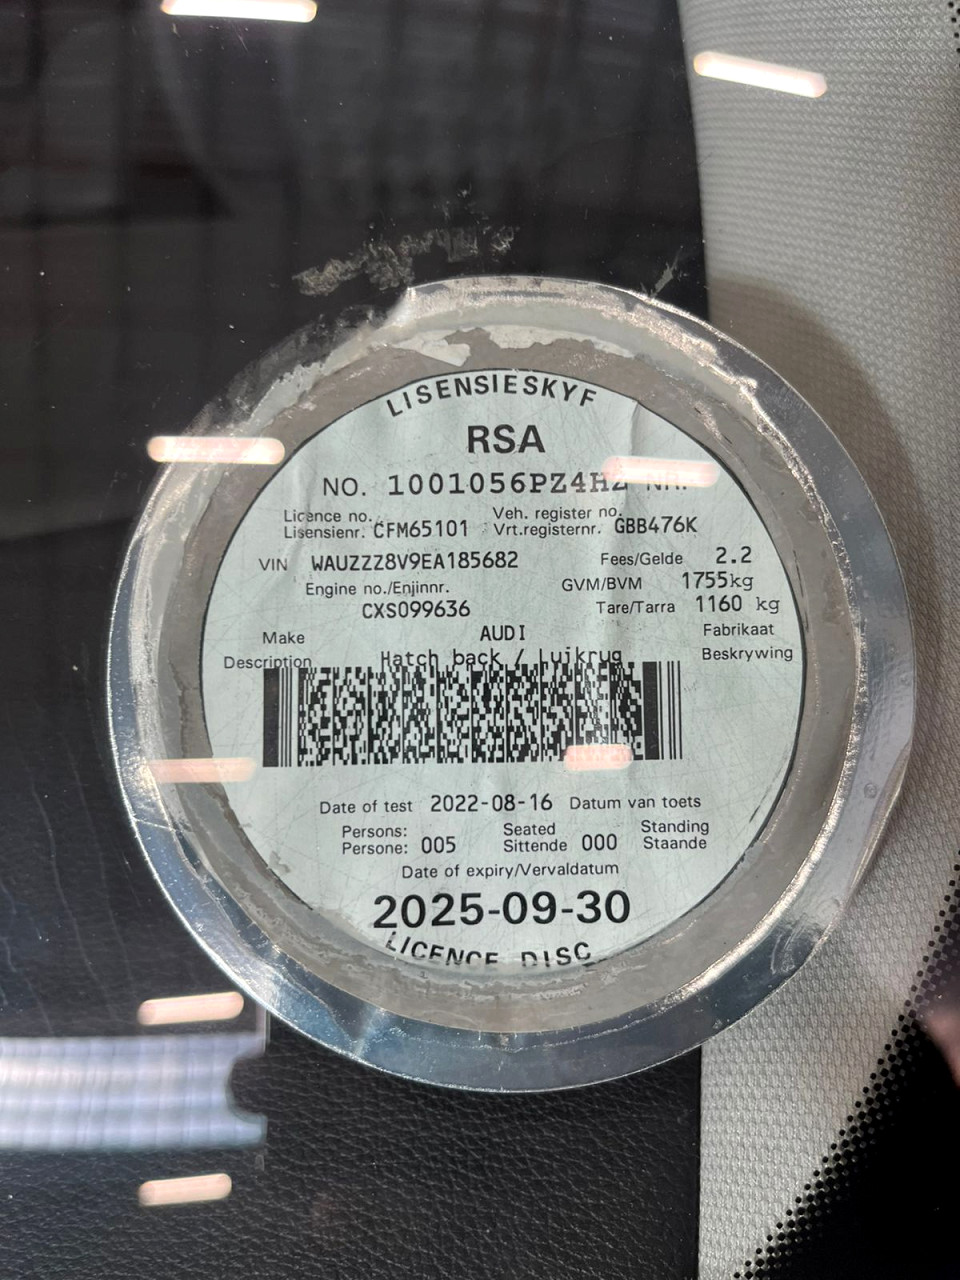 LISENSIESKYF
RSA
NO. 1001056PZ4HZ NR.
Licence no. Veh. register no.
Lisensienr. CFM65101 Vrt.registernr. GBB476K
VIN WAUZZZ8V9EA185682 Fees/Gelde 2.2
Engine no./Enjinnr. GVM/BVM 1755kg
CXS099636 Tare/Tarra 1160 kg
Make AUDI Fabrikaat
Description Hatch back / Luikrug Beskrywing
Date of test 2022-08-16 Datum van toets
Persons: Seated Standing
Persone: 005 Sittende 000 Staande
Date of expiry/Vervaldatum
2025-09-30
LICENCE DISC